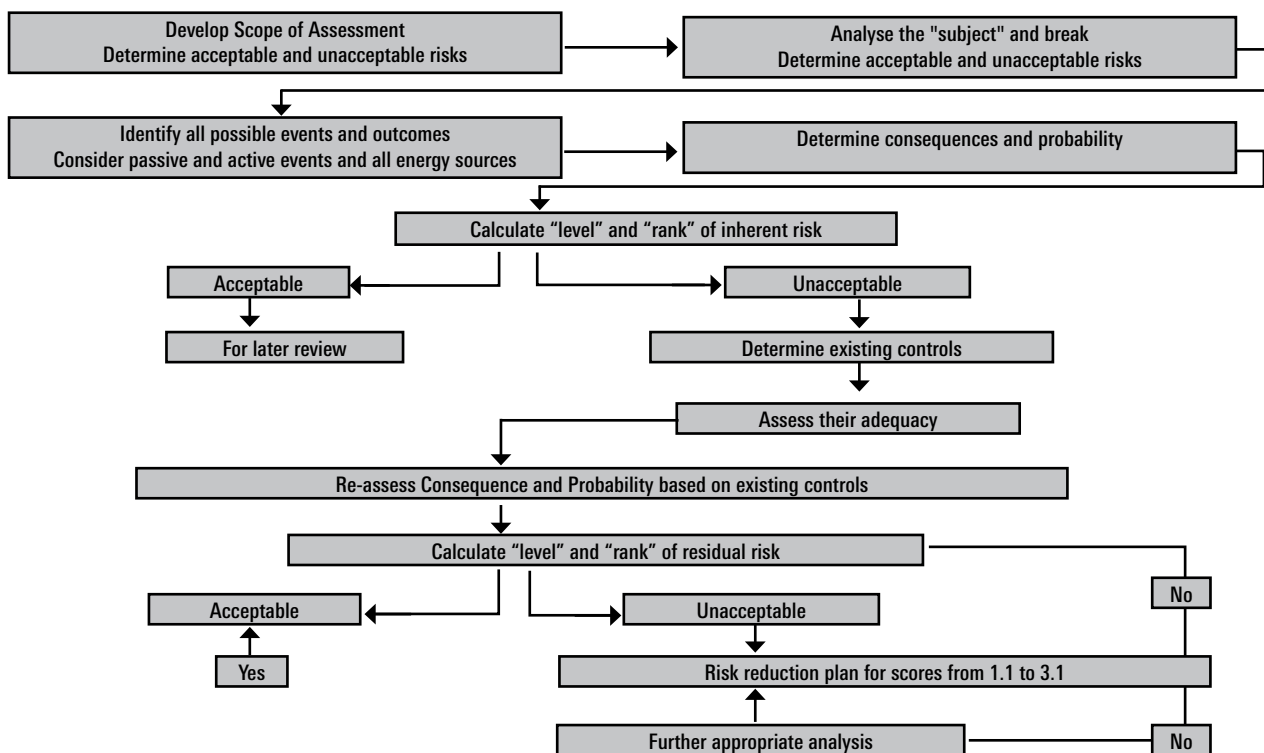 Develop Scope of Assessment
Determine acceptable and unacceptable risks
Analyse the "subject" and break
Determine acceptable and unacceptable risks
Identify all possible events and outcomes
Consider passive and active events and all energy sources
Determine consequences and probability
Calculate “level” and “rank” of inherent risk
Acceptable
Unacceptable
For later review
Determine existing controls
Assess their adequacy
Re-assess Consequence and Probability based on existing controls
Calculate “level” and “rank” of residual risk
Acceptable
Unacceptable
No
Yes
Risk reduction plan for scores from 1.1 to 3.1
Further appropriate analysis
No